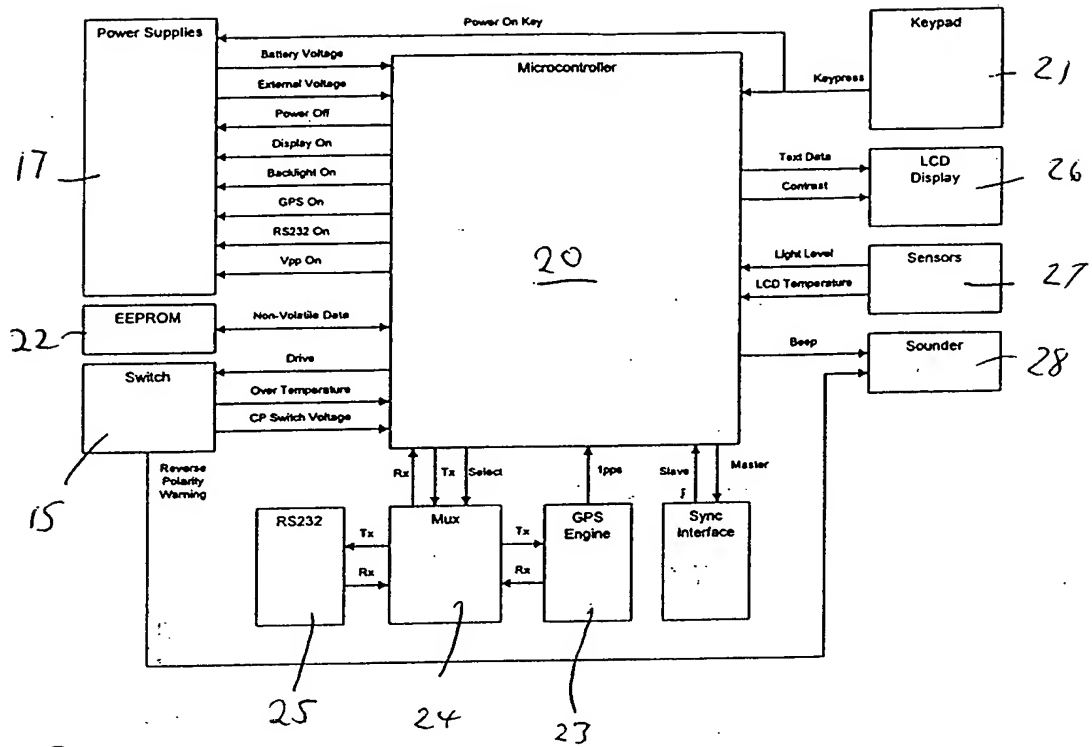 Power Supplies
Power On Key
Keypad
Battery Voltage
Microcontroller
Keypress
21
External Voltage
Power Off
Display On
Text Data
LCD
Display
26
17
Backlight On
Contrast
GPS On
RS232 On
20
Light Level
Sensors
27
Vpp On
LCD Temperature
EEPROM
22
Non-Volatile Data
Beep
Sounder
28
Switch
Drive
Over Temperature
CP Switch Voltage
15
Reverse
Polarity
Warning
Rx
Tx
Select
1pps
Slave
Master
RS232
Mux
GPS
Engine
Sync
Interface
Tx
Tx
Rx
Rx
25
24
23